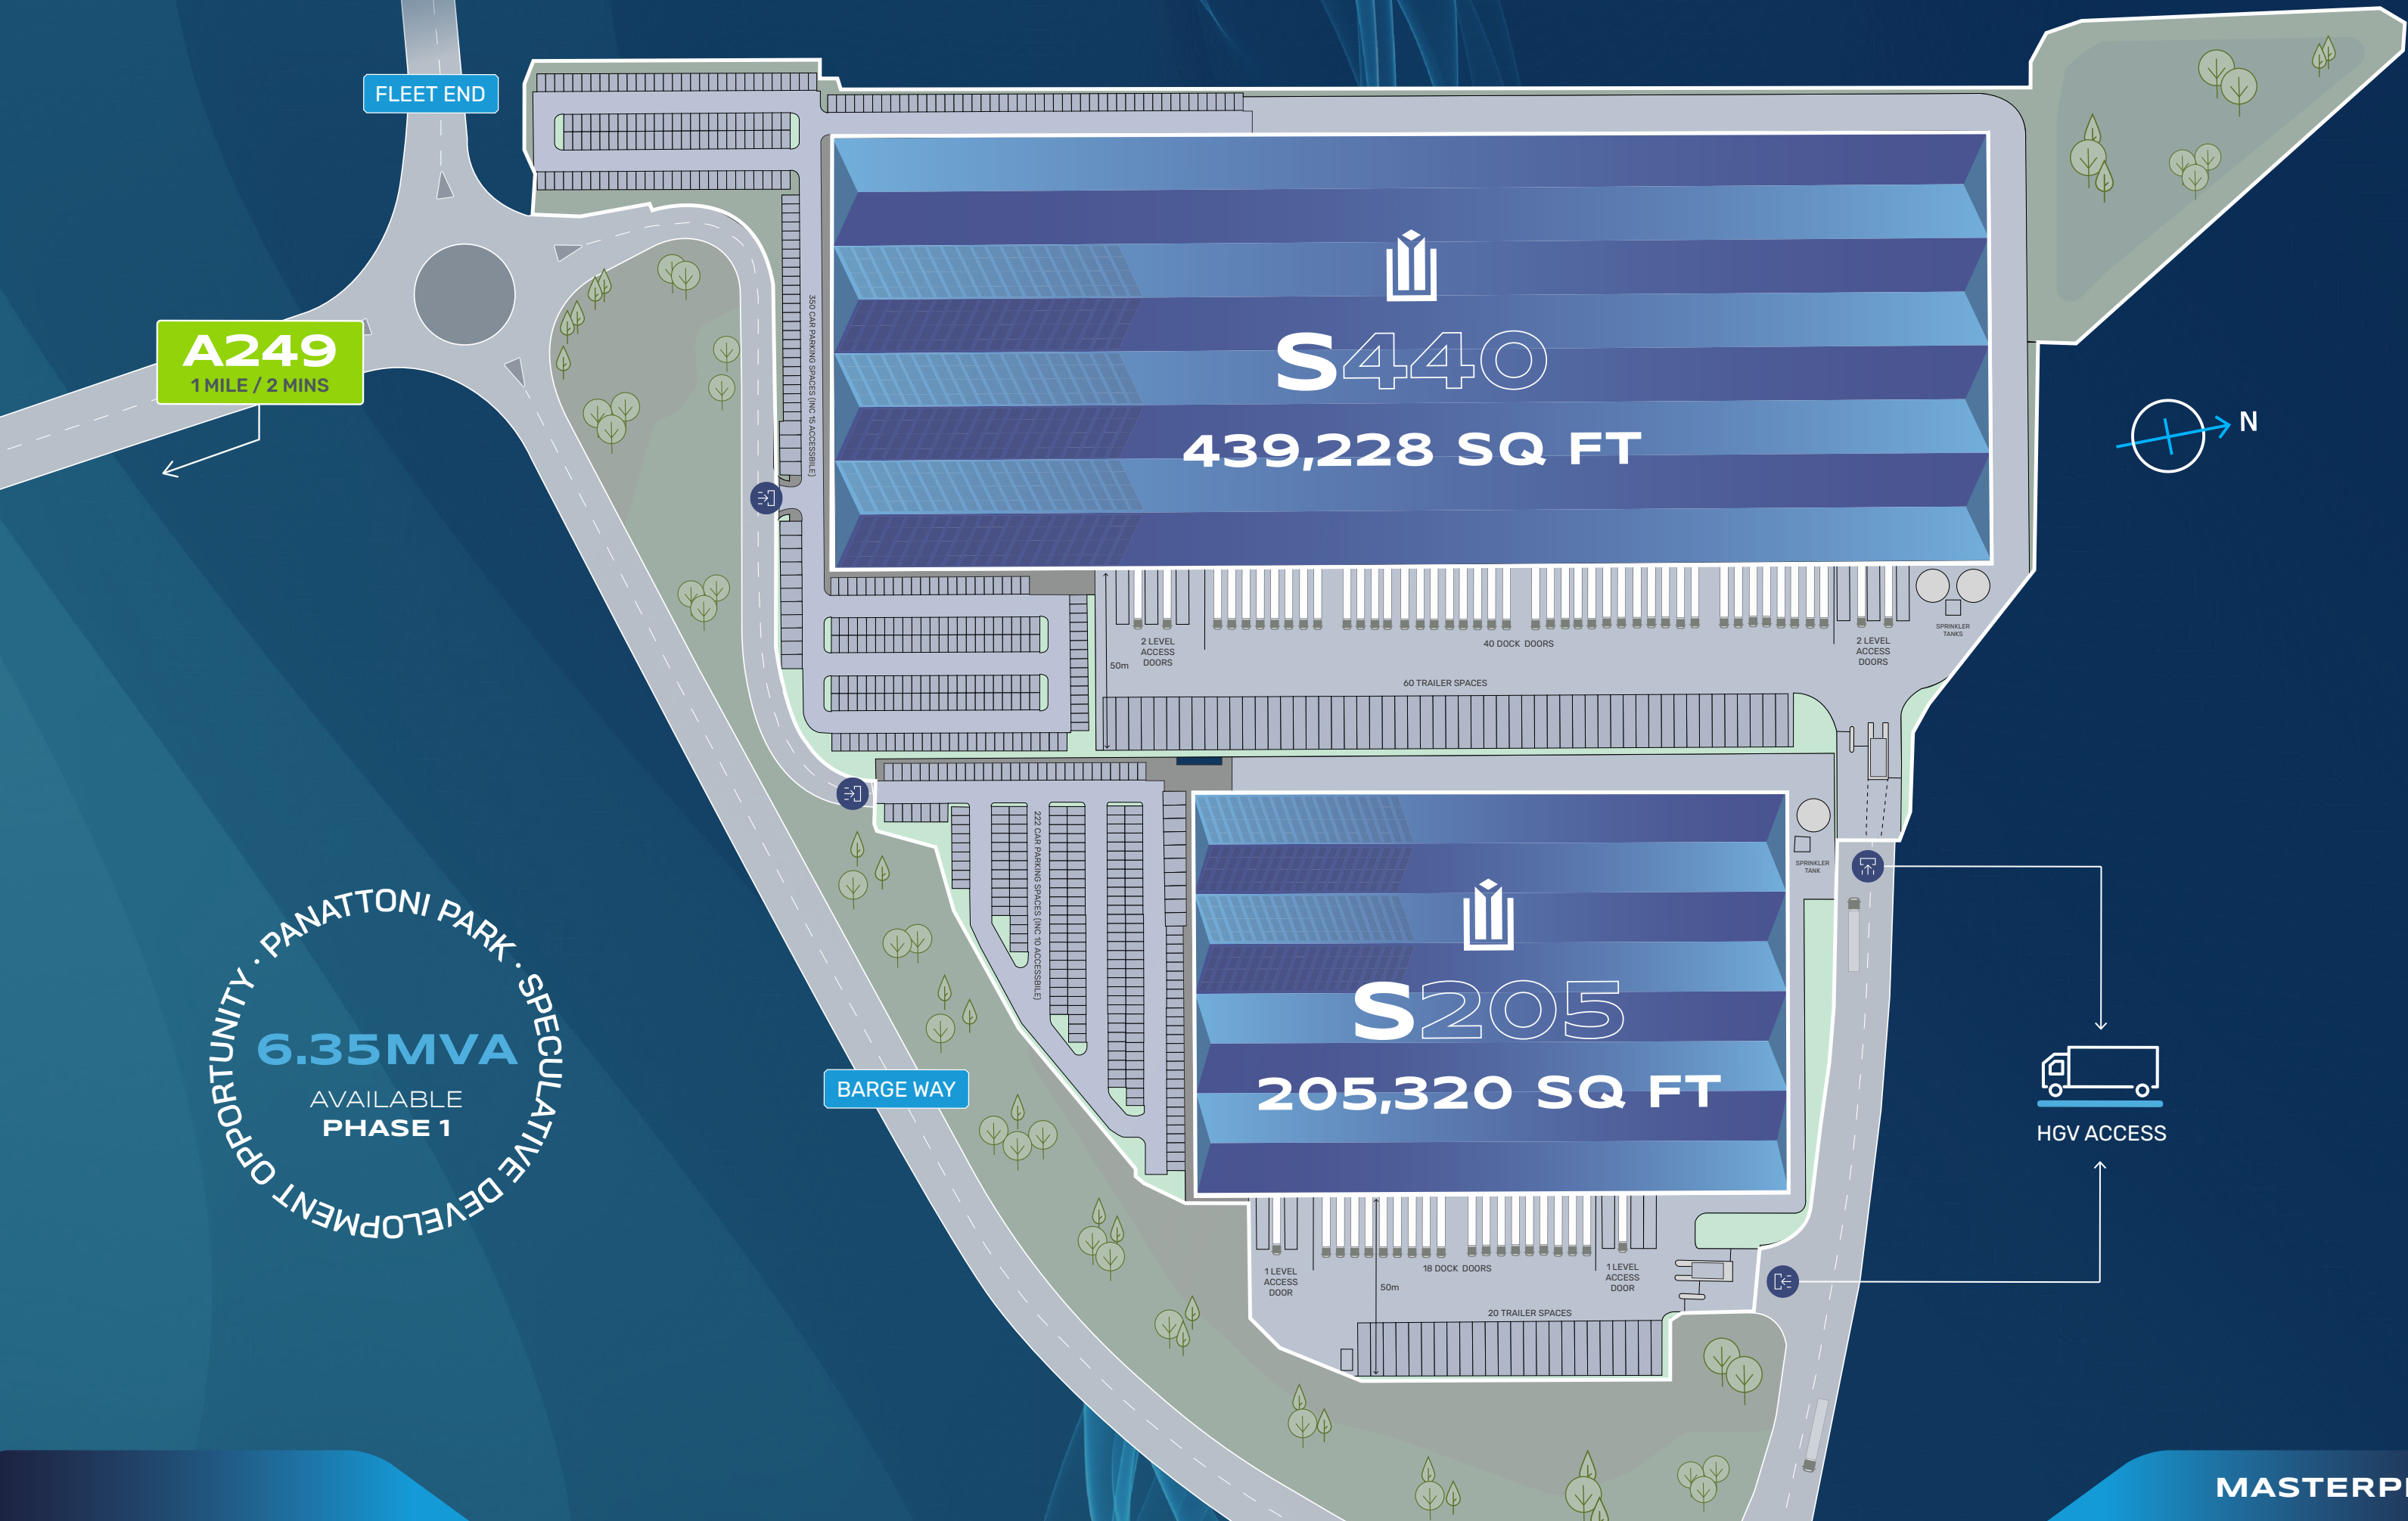 FLEET END
A249
1 MILE / 2 MINS
350 CAR PARKING SPACES (INC 15 ACCESSBILE)
S440
439,228 SQ FT
N
2 LEVEL
ACCESS
DOORS
50m
40 DOCK DOORS
60 TRAILER SPACES
2 LEVEL
ACCESS
DOORS
SPRINKLER
TANKS
222 CAR PARKING SPACES (INC 10 ACCESSBILE)
S205
205,320 SQ FT
SPRINKLER
TANK
PANATTONI PARK · SPECULATIVE DEVELOPMENT OPPORTUNITY ·
6.35MVA
AVAILABLE
PHASE 1
BARGE WAY
HGV ACCESS
1 LEVEL
ACCESS
DOOR
18 DOCK DOORS
50m
1 LEVEL
ACCESS
DOOR
20 TRAILER SPACES
MASTERP